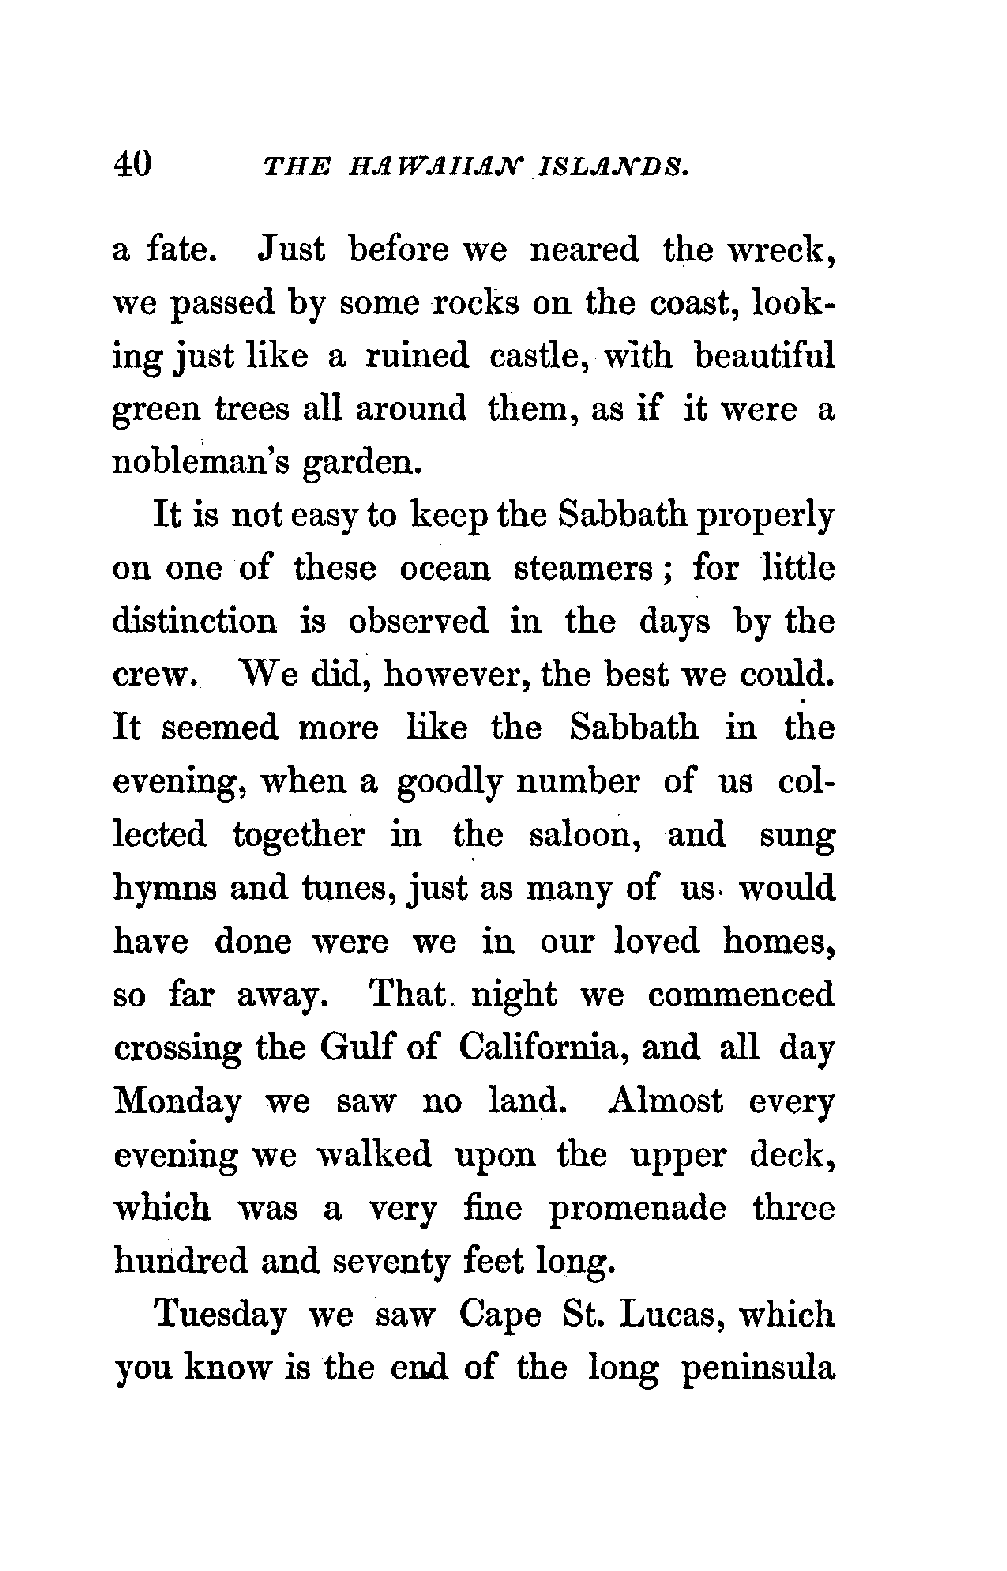 40 THE HAWAIIAN ISLANDS.
a fate. Just before we neared the wreck,
we passed by some rocks on the coast, look-
ing just like a ruined castle, with beautiful
green trees all around them, as if it were a
nobleman's garden.
It is not easy to keep the Sabbath properly
on one of these ocean steamers ; for little
distinction is observed in the days by the
crew. We did, however, the best we could.
It seemed more like the Sabbath in the
evening, when a goodly number of us col-
lected together in the saloon, and sung
hymns and tunes, just as many of us would
have done were we in our loved homes,
so far away. That night we commenced
crossing the Gulf of California, and all day
Monday we saw no land. Almost every
evening we walked upon the upper deck,
which was a very fine promenade three
hundred and seventy feet long.
Tuesday we saw Cape St. Lucas, which
you know is the end of the long peninsula